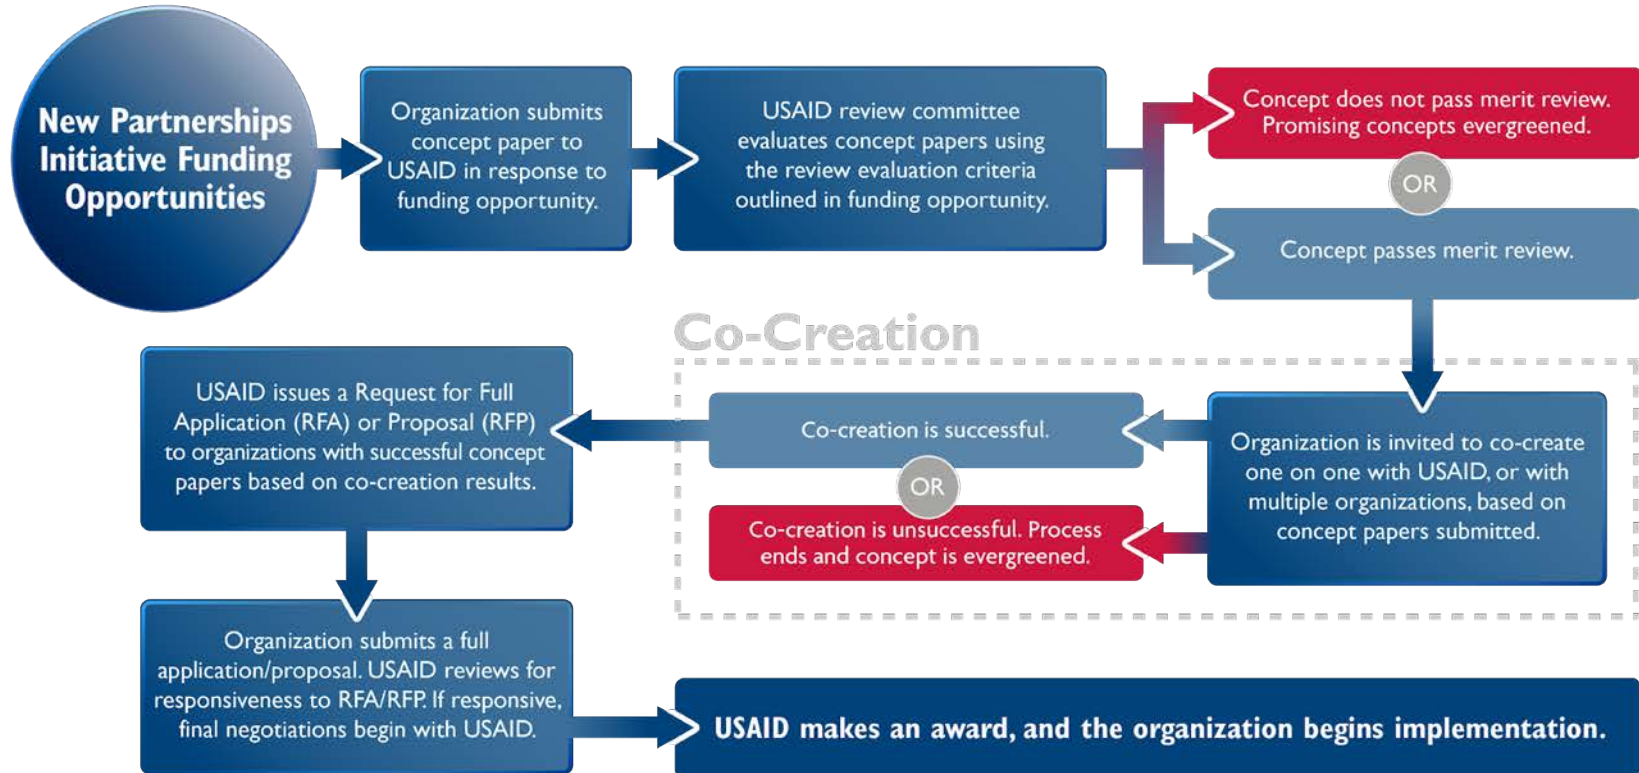 New Partnerships
Initiative Funding
Opportunities
Organization submits
concept paper to
USAID in response to
funding opportunity.
USAID review committee
evaluates concept papers using
the review evaluation criteria
outlined in funding opportunity.
Concept does not pass merit review.
Promising concepts evergreened.
OR
Concept passes merit review.
Co-Creation
Organization is invited to co-create
one on one with USAID, or with
multiple organizations, based on
concept papers submitted.
Co-creation is successful.
OR
Co-creation is unsuccessful. Process
ends and concept is evergreened.
USAID issues a Request for Full
Application (RFA) or Proposal (RFP)
to organizations with successful concept
papers based on co-creation results.
Organization submits a full
application/proposal. USAID reviews for
responsiveness to RFA/RFP. If responsive,
final negotiations begin with USAID.
USAID makes an award, and the organization begins implementation.